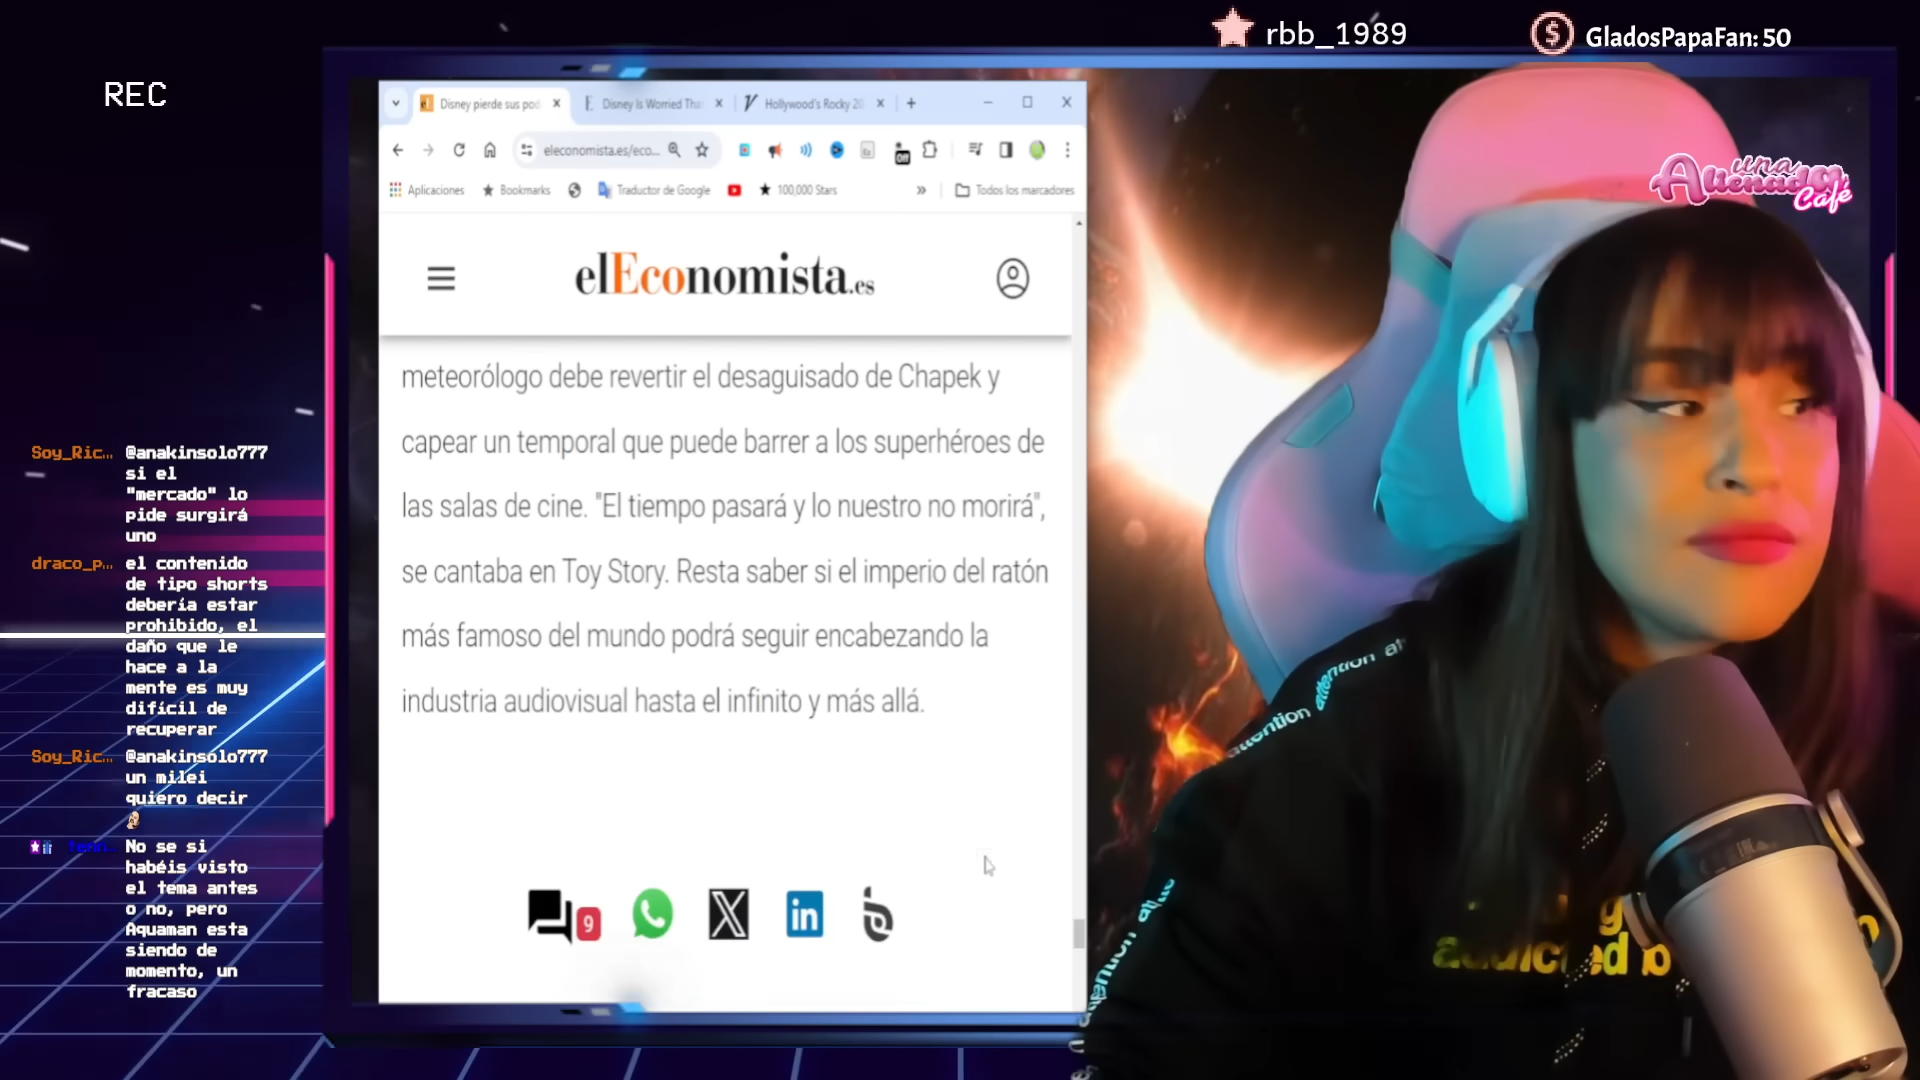 rbb_1989
GladosPapaFan: 50
REC
Disney pierde sus pod
Disney Is Worried Tha
Hollywood's Rocky 20
eleconomista.es/eco...
Aplicaciones
Bookmarks
Traductor de Google
100,000 Stars
Todos los marcadores
una
Alienada
Café
elEconomista.es
meteorólogo debe revertir el desaguisado de Chapek y
capear un temporal que puede barrer a los superhéroes de
las salas de cine. "El tiempo pasará y lo nuestro no morirá",
se cantaba en Toy Story. Resta saber si el imperio del ratón
más famoso del mundo podrá seguir encabezando la
industria audiovisual hasta el infinito y más allá.
9
Soy_Ric... @anakinsolo777
si el
"mercado" lo
pide surgirá
uno
draco_p... el contenido
de tipo shorts
debería estar
prohibido, el
daño que le
hace a la
mente es muy
difícil de
recuperar
Soy_Ric... @anakinsolo777
un milei
quiero decir
No se si
habéis visto
el tema antes
o no, pero
Aquaman esta
siendo de
momento, un
fracaso
attention attention
attention